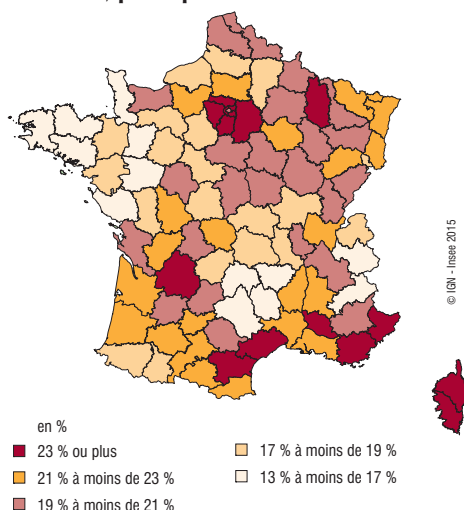 © IGN - Insee 2015
en %
23 % ou plus
21 % à moins de 23 %
19 % à moins de 21 %
17 % à moins de 19 %
13 % à moins de 17 %